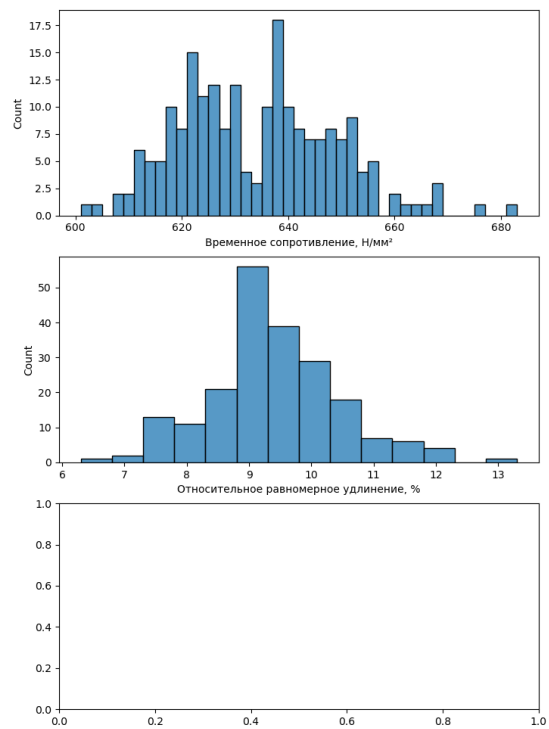 17.5
15.0
12.5
10.0
7.5
5.0
2.5
0.0
Count
600 620 640 660 680
Временное сопротивление, Н/мм²
50
40
30
20
10
0
Count
6 7 8 9 10 11 12 13
Относительное равномерное удлинение, %
1.0
0.8
0.6
0.4
0.2
0.0
0.0 0.2 0.4 0.6 0.8 1.0